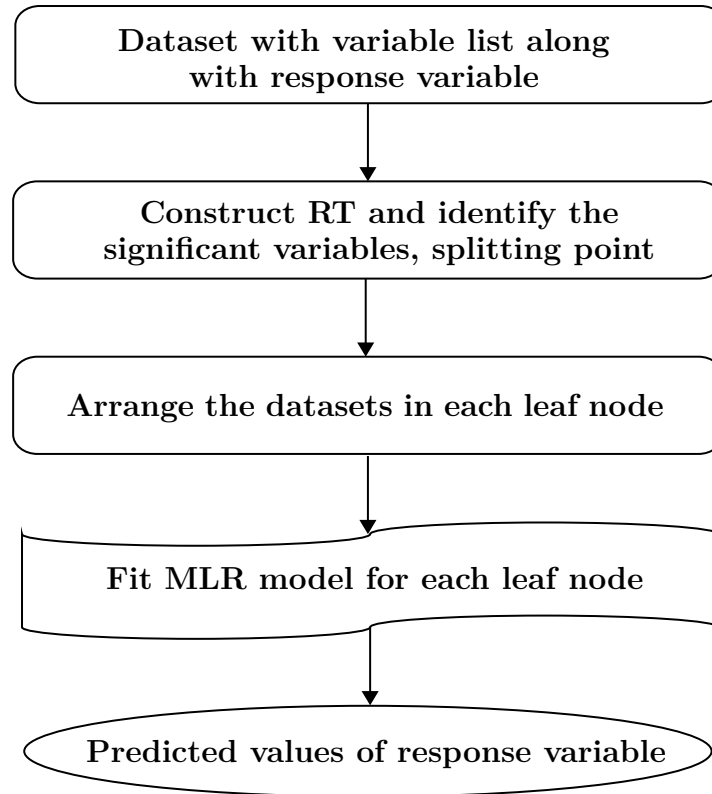 Dataset with variable list along
with response variable
Construct RT and identify the
significant variables, splitting point
Arrange the datasets in each leaf node
Fit MLR model for each leaf node
Predicted values of response variable